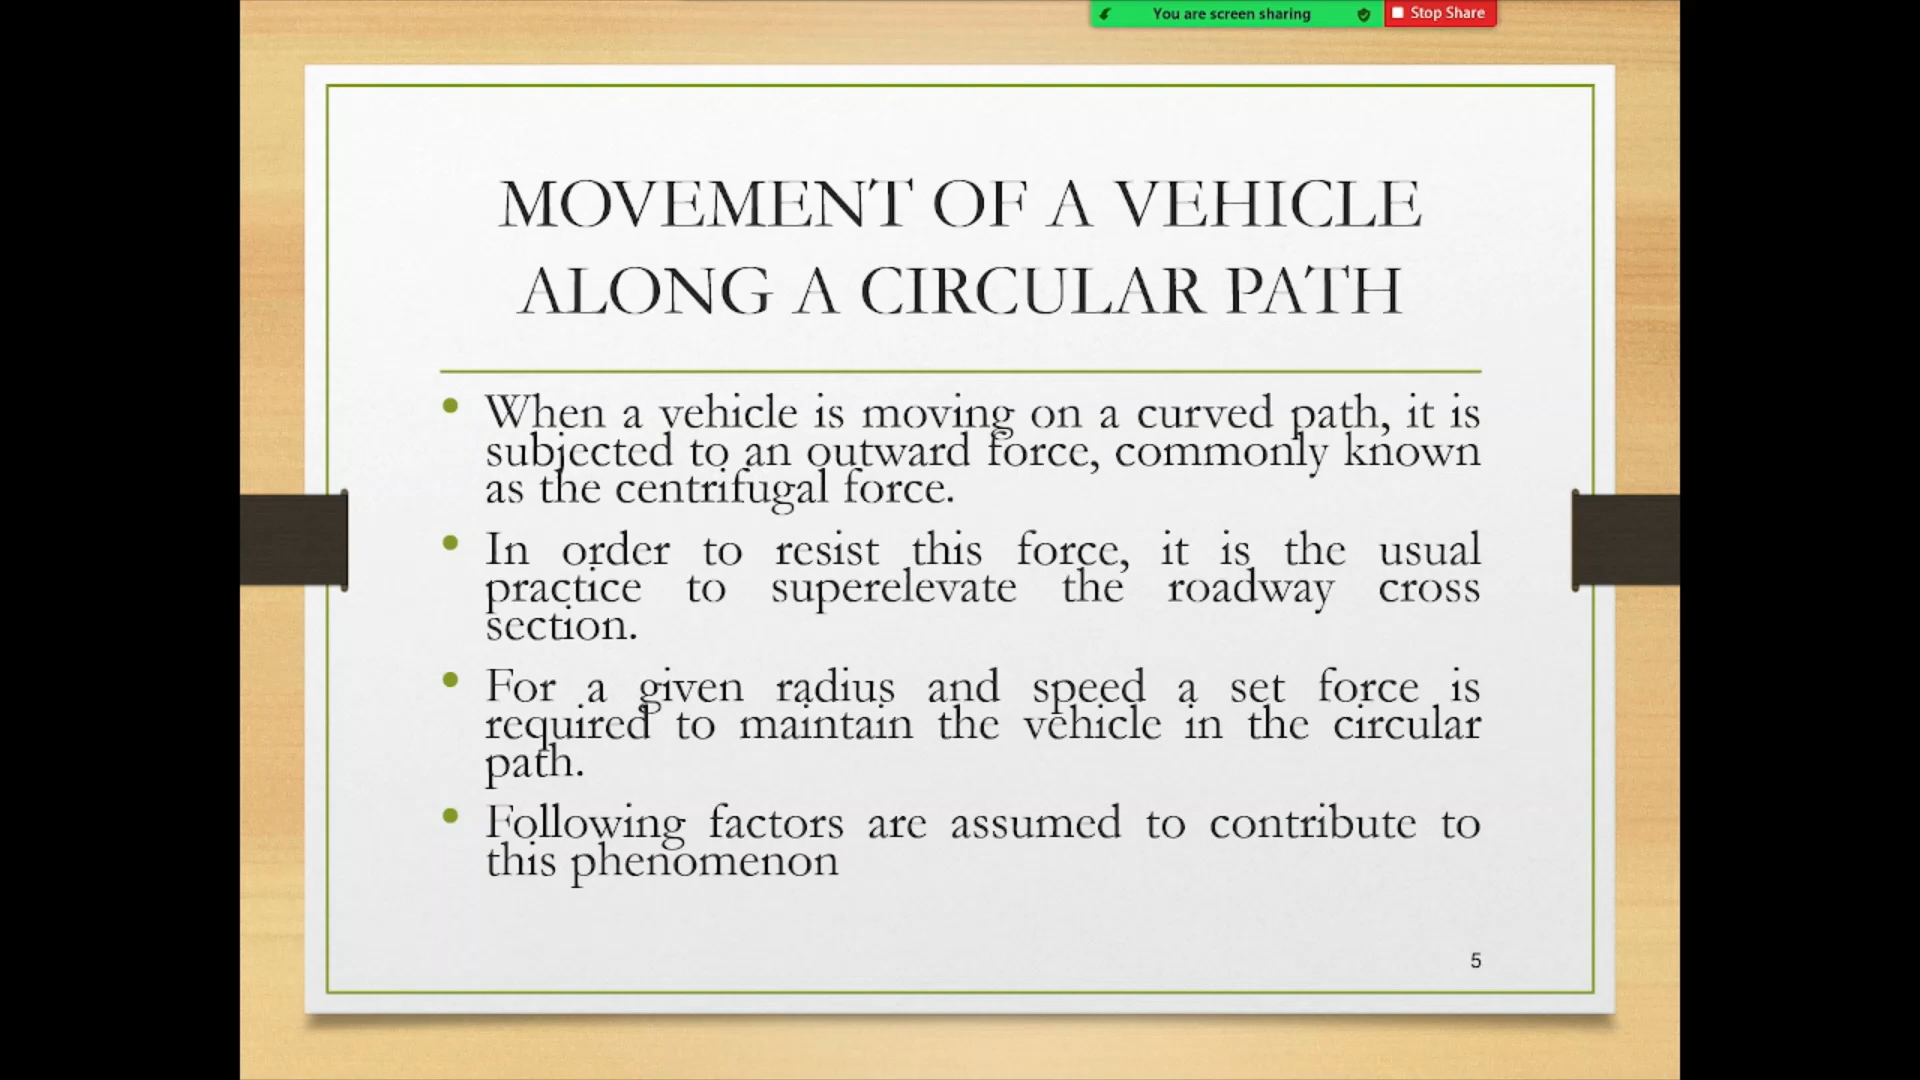 You are screen sharing
Stop Share
MOVEMENT OF A VEHICLE
ALONG A CIRCULAR PATH
• When a vehicle is moving on a curved path, it is
subjected to an outward force, commonly known
as the centrifugal force.
• In order to resist this force, it is the usual
practice to superelevate the roadway cross
section.
• For a given radius and speed a set force is
required to maintain the vehicle in the circular
path.
• Following factors are assumed to contribute to
this phenomenon
5